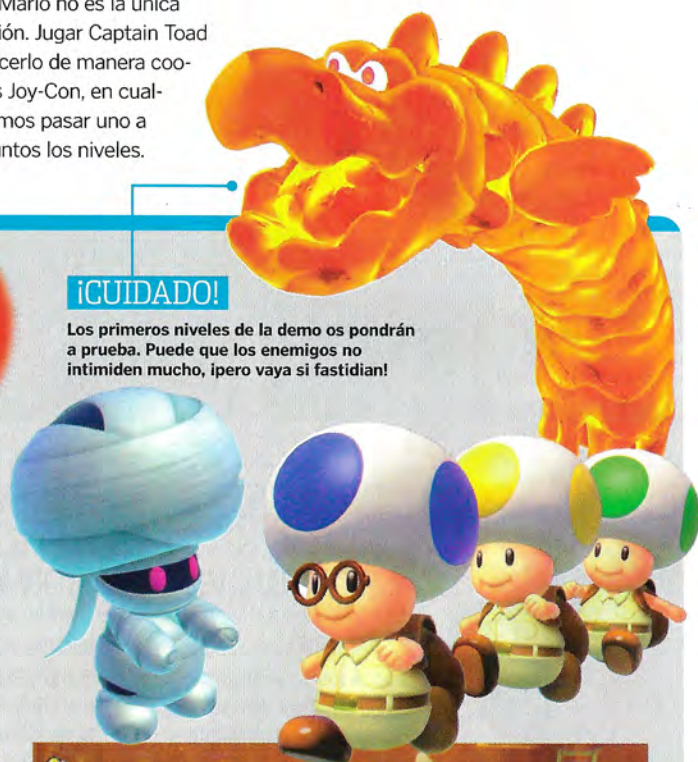 Mario no es la única
ión. Jugar Captain Toad
cerlo de manera coo-
s Joy-Con, en cual-
mos pasar uno a
untos los niveles.
¡CUIDADO!
Los primeros niveles de la demo os pondrán
a prueba. Puede que los enemigos no
intimiden mucho, ¡pero vaya si fastidian!